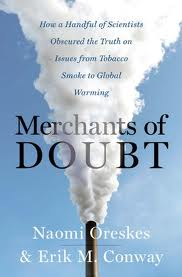 How a Handful of Scientists
Obscured the Truth on
Issues from Tobacco
Smoke to Global
Warming
Merchants of
DOUBT
Naomi Oreskes
& Erik M. Conway